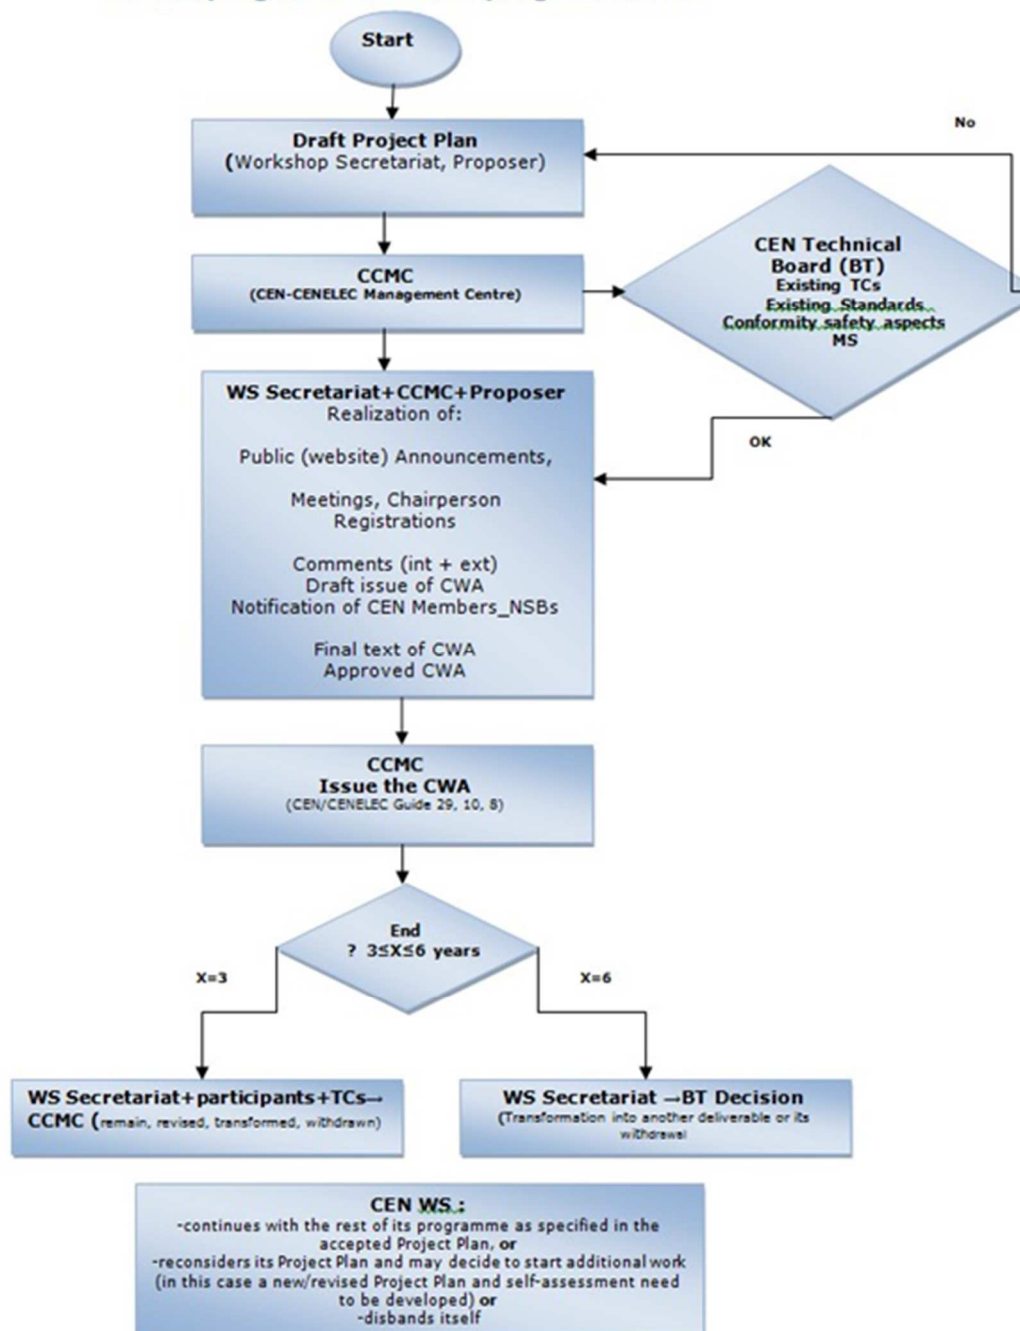 Start
No
Draft Project Plan
(Workshop Secretariat, Proposer)
CEN Technical
Board (BT)
Existing TCs
Existing Standards
Conformity safety aspects
MS
CCMC
(CEN-CENELEC Management Centre)
OK
WS Secretariat+CCMC+Proposer
Realization of:
Public (website) Announcements,
Meetings, Chairperson
Registrations
Comments (int + ext)
Draft issue of CWA
Notification of CEN Members_NSBs
Final text of CWA
Approved CWA
CCMC
Issue the CWA
(CEN/CENELEC Guide 29, 10, 8)
End
? 3≤X≤6 years
X=3
X=6
WS Secretariat+participants+TCs→
CCMC (remain, revised, transformed, withdrawn)
WS Secretariat →BT Decision
(Transformation into another deliverable or its
withdrawal
CEN WS :
-continues with the rest of its programme as specified in the
accepted Project Plan, or
-reconsiders its Project Plan and may decide to start additional work
(in this case a new/revised Project Plan and self-assessment need
to be developed) or
-disbands itself